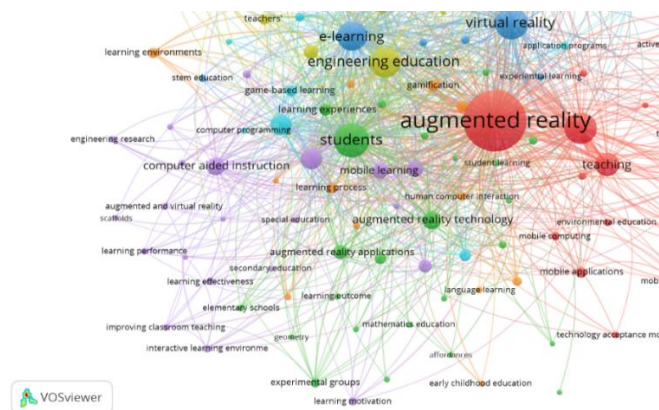 teachers'
virtual reality
e-learning
application programs
active
learning environments
engineering education
stem education
experiential learning
game-based learning
gamification
learning experiences
augmented reality
engineering research
computer programming
students
student learning
teaching
computer aided instruction
mobile learning
learning process
human computer interaction
augmented and virtual reality
scaffolds
special education
augmented reality technology
environmental education
mobile computing
learning performance
augmented reality applications
secondary education
mobile applications
mob
learning effectiveness
language learning
elementary schools
learning outcome
improving classroom teaching
mathematics education
geometry
technology acceptance mo
interactive learning environme
affordances
experimental groups
early childhood education
learning motivation
VOSviewer